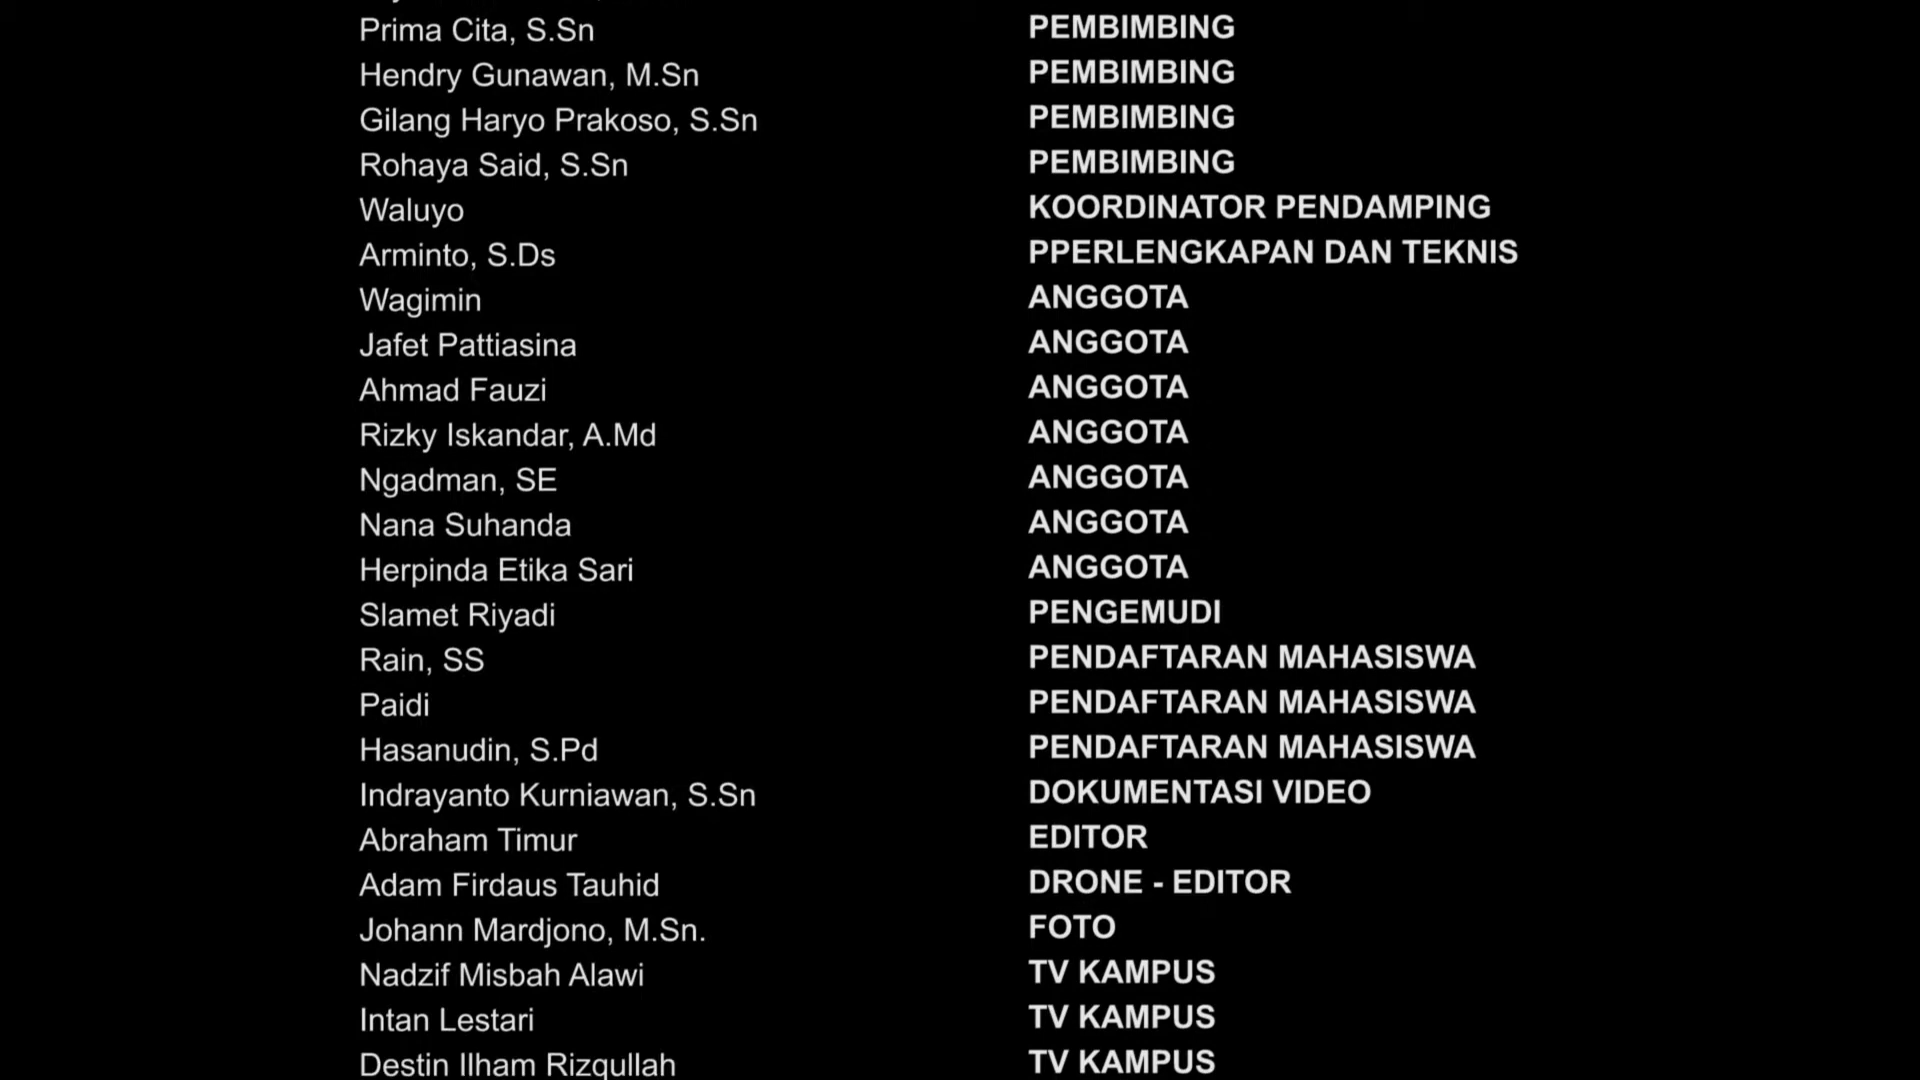 Prima Cita, S.Sn PEMBIMBING
Hendry Gunawan, M.Sn PEMBIMBING
Gilang Haryo Prakoso, S.Sn PEMBIMBING
Rohaya Said, S.Sn PEMBIMBING
Waluyo KOORDINATOR PENDAMPING
Arminto, S.Ds PPERLENGKAPAN DAN TEKNIS
Wagimin ANGGOTA
Jafet Pattiasina ANGGOTA
Ahmad Fauzi ANGGOTA
Rizky Iskandar, A.Md ANGGOTA
Ngadman, SE ANGGOTA
Nana Suhanda ANGGOTA
Herpinda Etika Sari ANGGOTA
Slamet Riyadi PENGEMUDI
Rain, SS PENDAFTARAN MAHASISWA
Paidi PENDAFTARAN MAHASISWA
Hasanudin, S.Pd PENDAFTARAN MAHASISWA
Indrayanto Kurniawan, S.Sn DOKUMENTASI VIDEO
Abraham Timur EDITOR
Adam Firdaus Tauhid DRONE - EDITOR
Johann Mardjono, M.Sn. FOTO
Nadzif Misbah Alawi TV KAMPUS
Intan Lestari TV KAMPUS
Destin Ilham Rizqullah TV KAMPUS